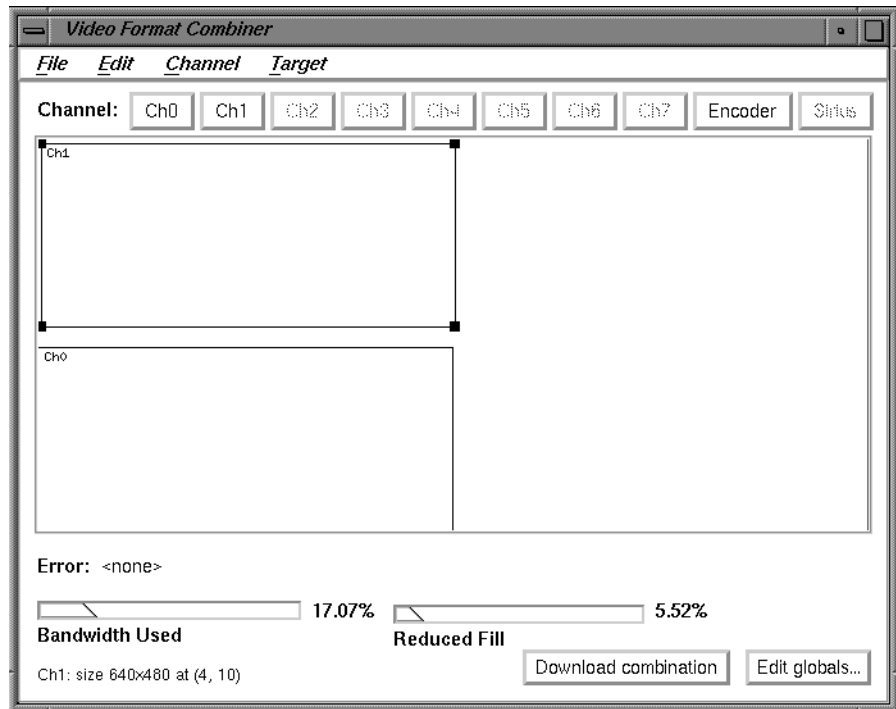 Video Format Combiner
File Edit Channel Target
Channel: Ch0 Ch1 Ch2 Ch3 Ch4 Ch5 Ch6 Ch7 Encoder Sirius
Ch1
Ch0
Error: <none>
17.07% 5.52%
Bandwidth Used Reduced Fill
Download combination Edit globals...
Ch1: size 640x480 at (4, 10)